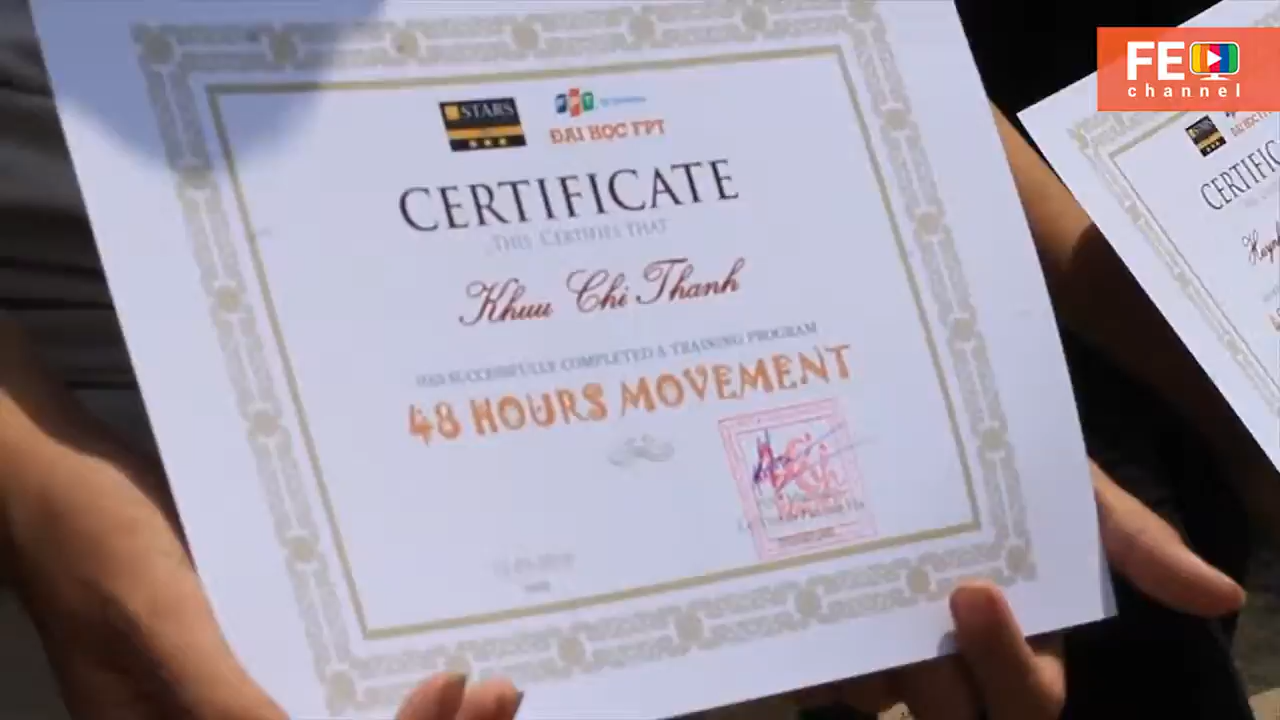 FE
channel
STARS
FPT
ĐẠI HỌC FPT
CERTIFICATE
THIS CERTIFIES THAT
Khuu Chi Thanh
HAS SUCCESSFULLY COMPLETED A TRAINING PROGRAM
48 HOURS MOVEMENT
CERTIFIC